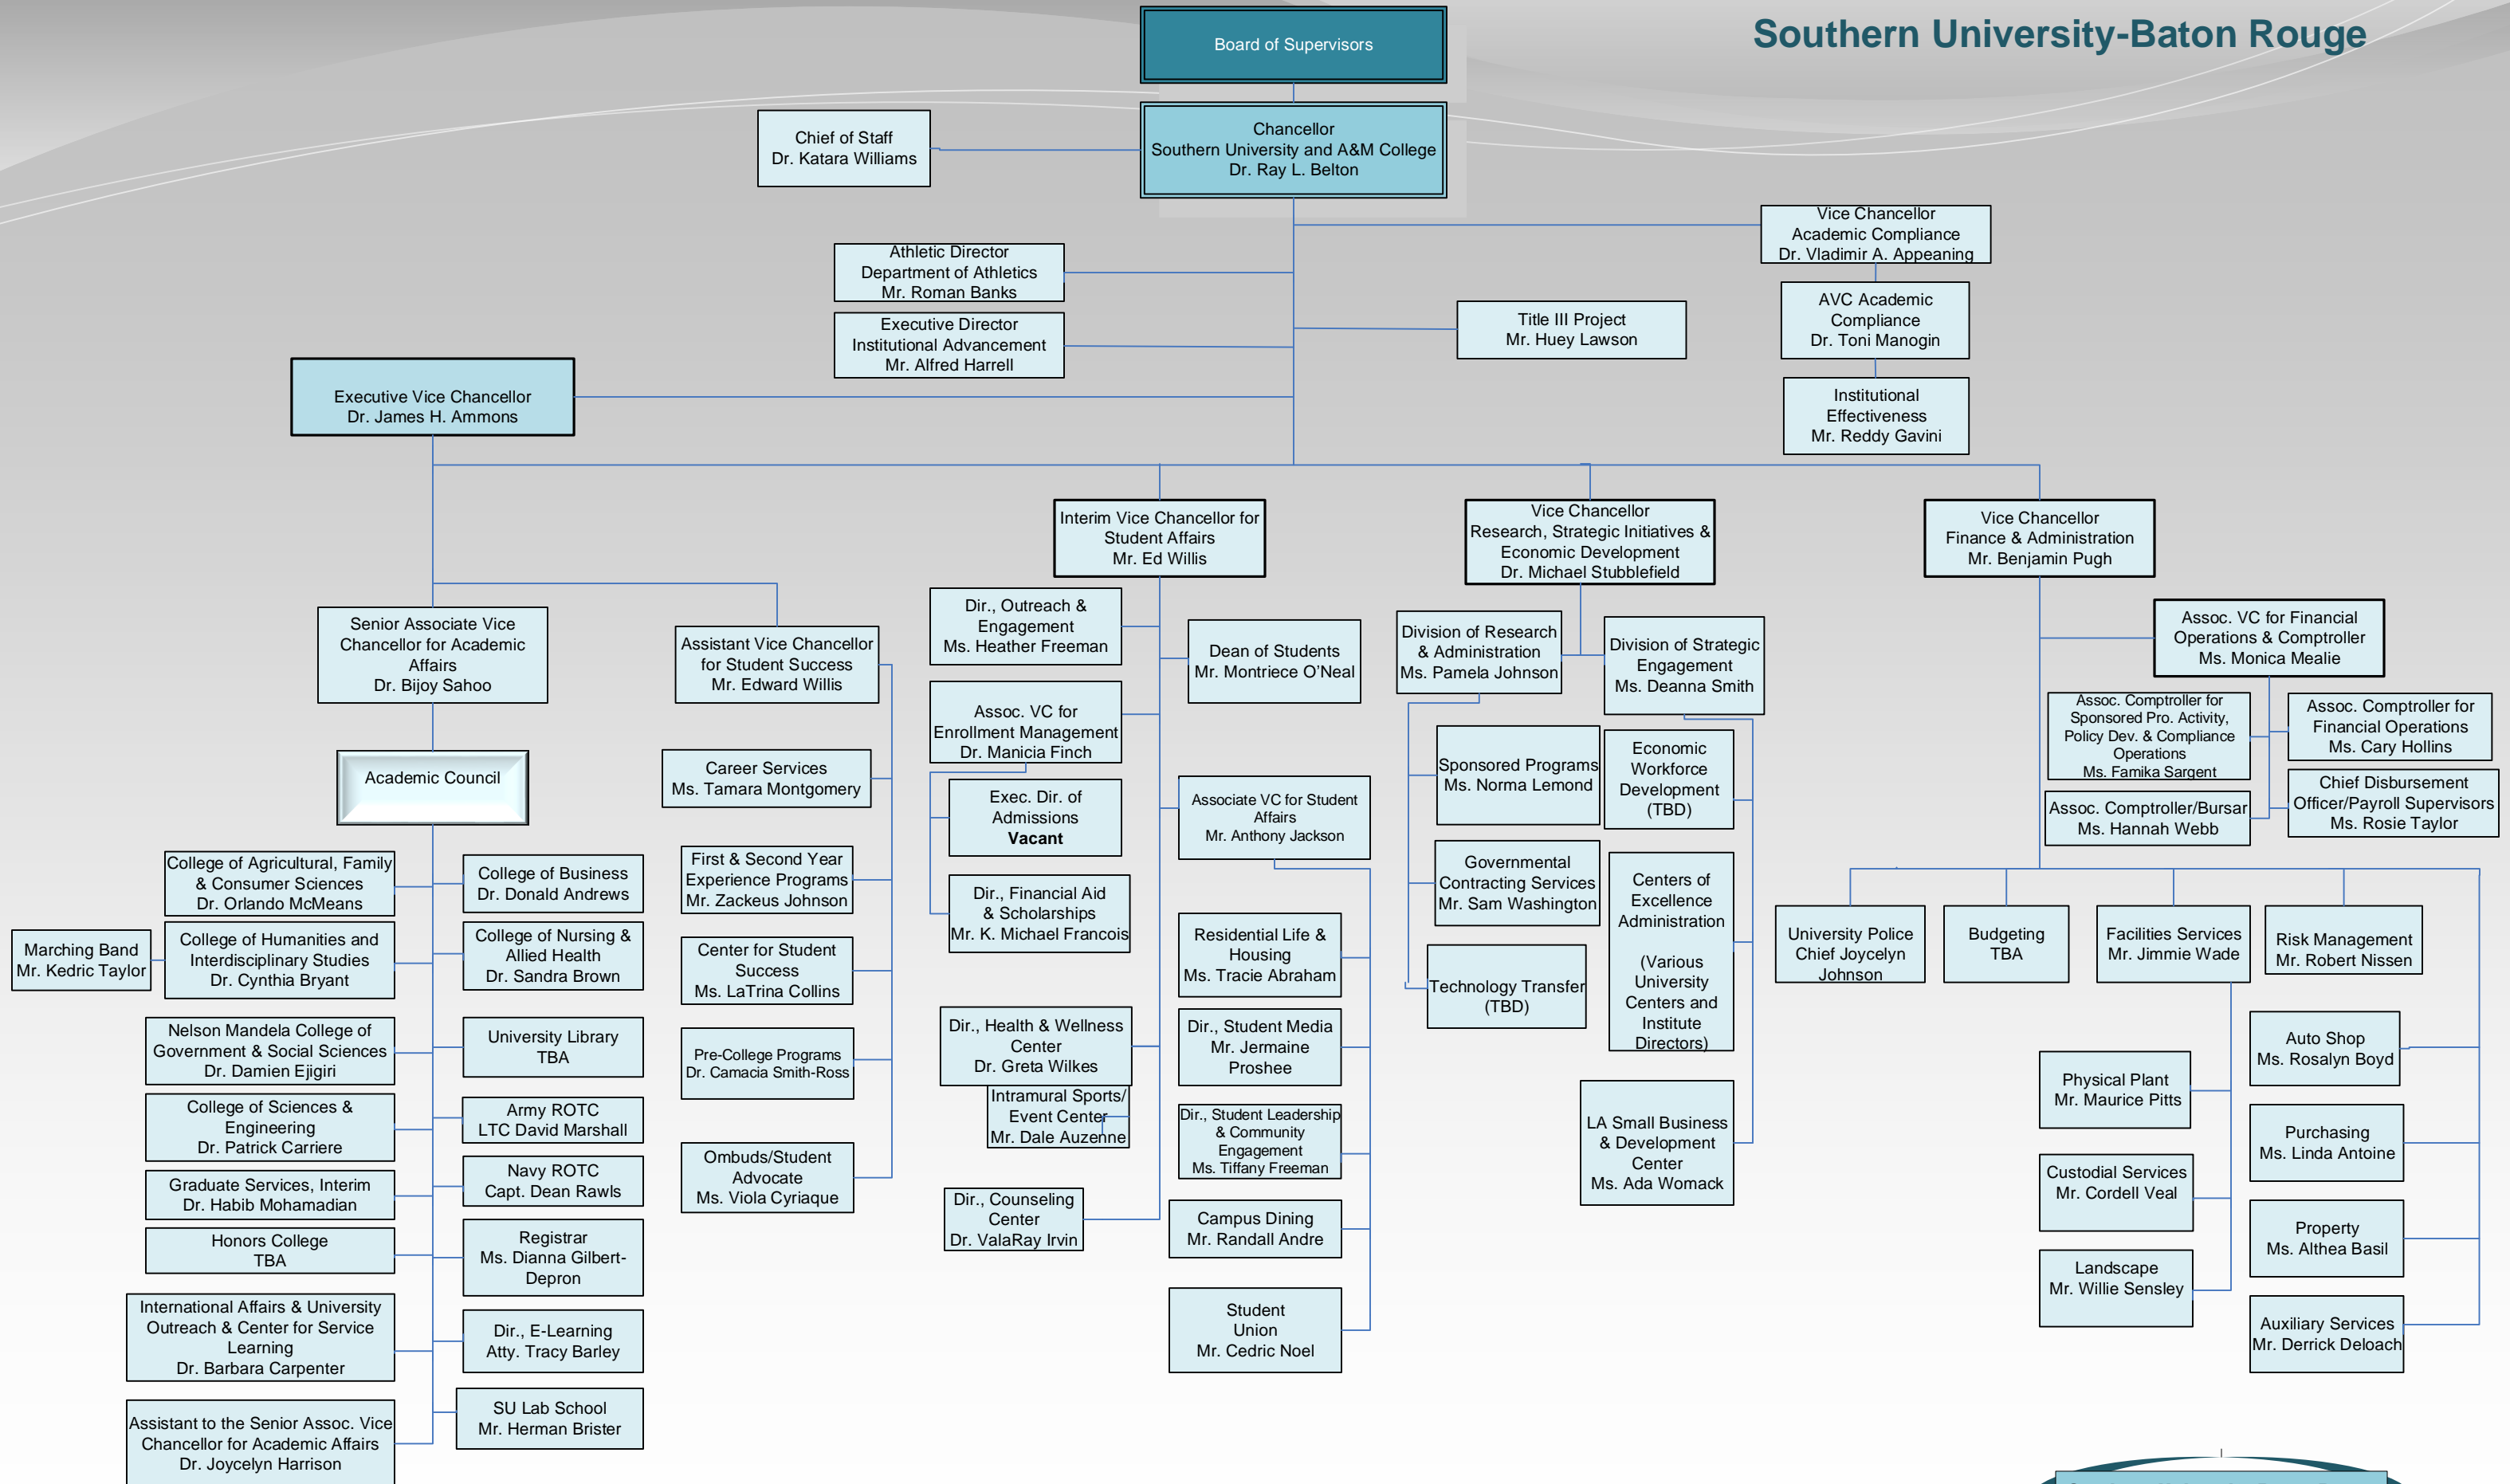 Southern University-Baton Rouge
Board of Supervisors
Chancellor
Southern University and A&M College
Dr. Ray L. Belton
Chief of Staff
Dr. Katara Williams
Vice Chancellor
Academic Compliance
Dr. Vladimir A. Appeaning
Athletic Director
Department of Athletics
Mr. Roman Banks
AVC Academic
Compliance
Dr. Toni Manogin
Title III Project
Mr. Huey Lawson
Executive Director
Institutional Advancement
Mr. Alfred Harrell
Executive Vice Chancellor
Dr. James H. Ammons
Institutional
Effectiveness
Mr. Reddy Gavini
Interim Vice Chancellor for
Student Affairs
Mr. Ed Willis
Vice Chancellor
Research, Strategic Initiatives &
Economic Development
Dr. Michael Stubblefield
Vice Chancellor
Finance & Administration
Mr. Benjamin Pugh
Senior Associate Vice
Chancellor for Academic
Affairs
Dr. Bijoy Sahoo
Assistant Vice Chancellor
for Student Success
Mr. Edward Willis
Academic Council
College of Agricultural, Family
& Consumer Sciences
Dr. Orlando McMeans
College of Business
Dr. Donald Andrews
Marching Band
Mr. Kedric Taylor
College of Humanities and
Interdisciplinary Studies
Dr. Cynthia Bryant
College of Nursing &
Allied Health
Dr. Sandra Brown
Nelson Mandela College of
Government & Social Sciences
Dr. Damien Ejigiri
University Library
TBA
College of Sciences &
Engineering
Dr. Patrick Carriere
Army ROTC
LTC David Marshall
Graduate Services, Interim
Dr. Habib Mohamadian
Navy ROTC
Capt. Dean Rawls
Honors College
TBA
Registrar
Ms. Dianna Gilbert-
Depron
International Affairs & University
Outreach & Center for Service
Learning
Dr. Barbara Carpenter
Dir., E-Learning
Atty. Tracy Barley
Assistant to the Senior Assoc. Vice
Chancellor for Academic Affairs
Dr. Joycelyn Harrison
SU Lab School
Mr. Herman Brister
Career Services
Ms. Tamara Montgomery
First & Second Year
Experience Programs
Mr. Zackeus Johnson
Center for Student
Success
Ms. LaTrina Collins
Pre-College Programs
Dr. Camacia Smith-Ross
Ombuds/Student
Advocate
Ms. Viola Cyriaque
Dir., Outreach &
Engagement
Ms. Heather Freeman
Dean of Students
Mr. Montriece O’Neal
Assoc. VC for
Enrollment Management
Dr. Manicia Finch
Exec. Dir. of
Admissions
Vacant
Dir., Financial Aid
& Scholarships
Mr. K. Michael Francois
Dir., Health & Wellness
Center
Dr. Greta Wilkes
Intramural Sports/
Event Center
Mr. Dale Auzenne
Dir., Counseling
Center
Dr. ValaRay Irvin
Associate VC for Student
Affairs
Mr. Anthony Jackson
Residential Life &
Housing
Ms. Tracie Abraham
Dir., Student Media
Mr. Jermaine
Proshee
Dir., Student Leadership
& Community
Engagement
Ms. Tiffany Freeman
Campus Dining
Mr. Randall Andre
Student
Union
Mr. Cedric Noel
Division of Research
& Administration
Ms. Pamela Johnson
Division of Strategic
Engagement
Ms. Deanna Smith
Sponsored Programs
Ms. Norma Lemond
Governmental
Contracting Services
Mr. Sam Washington
Technology Transfer
(TBD)
Economic
Workforce
Development
(TBD)
Centers of
Excellence
Administration
(Various
University
Centers and
Institute
Directors)
LA Small Business
& Development
Center
Ms. Ada Womack
Assoc. VC for Financial
Operations & Comptroller
Ms. Monica Mealie
Assoc. Comptroller for
Sponsored Pro. Activity,
Policy Dev. & Compliance
Operations
Ms. Famika Sargent
Assoc. Comptroller for
Financial Operations
Ms. Cary Hollins
Assoc. Comptroller/Bursar
Ms. Hannah Webb
Chief Disbursement
Officer/Payroll Supervisors
Ms. Rosie Taylor
University Police
Chief Joycelyn
Johnson
Budgeting
TBA
Facilities Services
Mr. Jimmie Wade
Risk Management
Mr. Robert Nissen
Physical Plant
Mr. Maurice Pitts
Custodial Services
Mr. Cordell Veal
Landscape
Mr. Willie Sensley
Auto Shop
Ms. Rosalyn Boyd
Purchasing
Ms. Linda Antoine
Property
Ms. Althea Basil
Auxiliary Services
Mr. Derrick Deloach